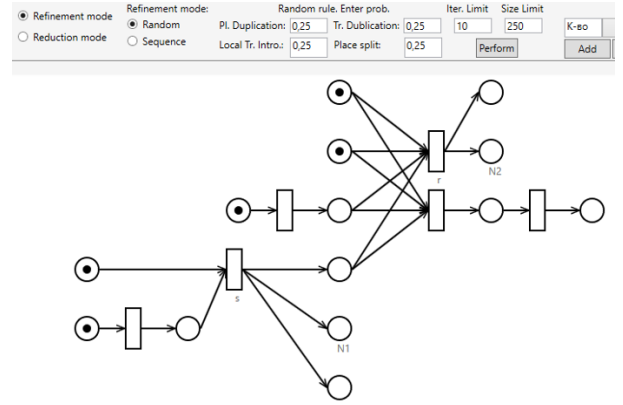 Refinement mode
Reduction mode
Refinement mode:
Random
Sequence
Random rule. Enter prob.
Pl. Duplication: 0,25 Tr. Dublication: 0,25
Local Tr. Intro.: 0,25 Place split: 0,25
Iter. Limit Size Limit
10 250
Perform
К-во
Add
r
N2
s
N1